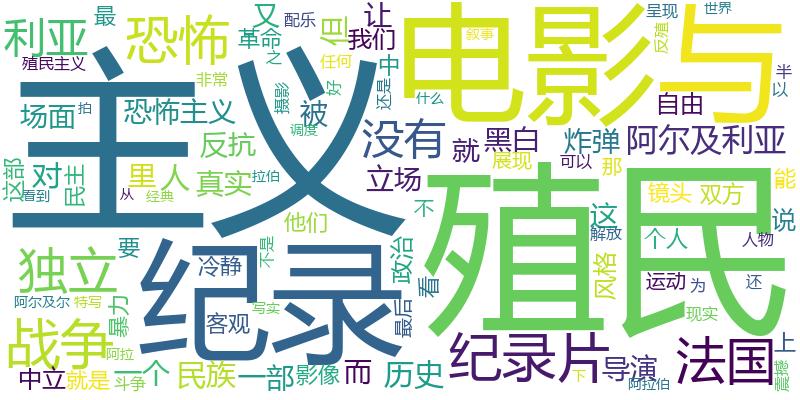 利亚
最
恐怖
又
配乐
让
但
革命
我们
之
任何
中
殖民主义
非常
电影与
叙事
呈现
世界
反殖
半
以
什么
自由
场面
恐怖主义
摄影
被
好
还是
主义
没有
就
黑白
炸弹
阿尔及利亚
拍
调度
展现
可以
那
这部
对
民主
里
人
反抗
真实
拉伯
立场
镜头
双方
能
看到
从
经典
他们
不
殖民
这
说
解放
个人
人物
要
独立
纪录
冷静
不是
政治
看
风格
运动
为
还
阿尔及尔
特写
暴力
写实
客观
最后
现实
战争
阿拉
纪录片
法国
上
震撼
中立
就是
斗争
一个
民族
一部
影像
而
历史
导演
下
阿拉伯